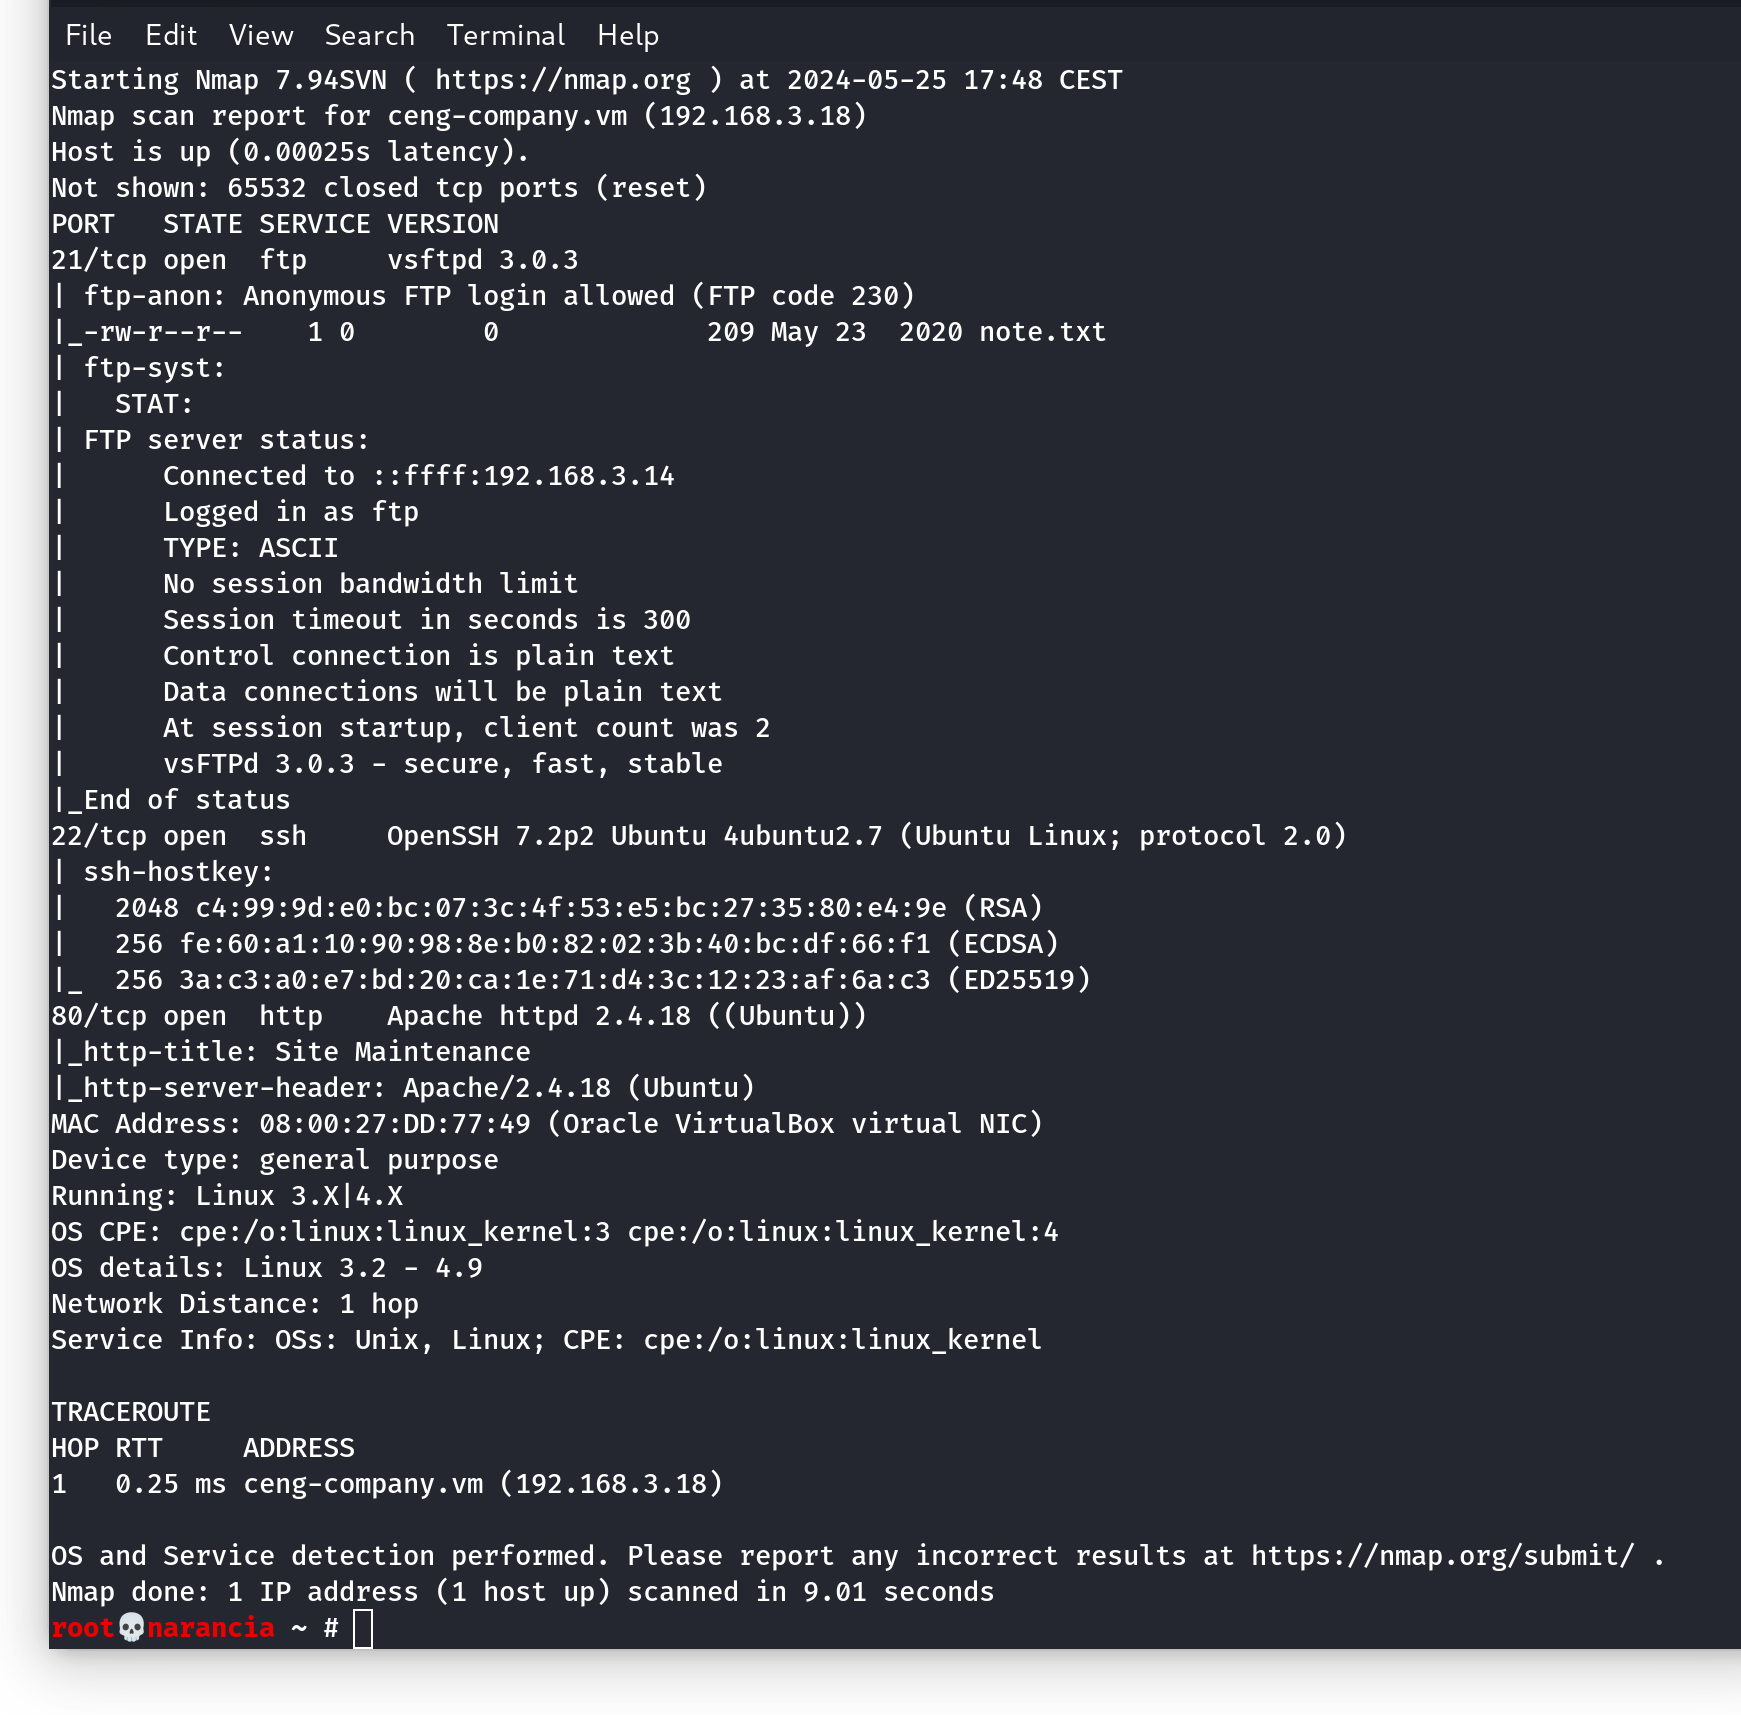 File Edit View Search Terminal Help
Starting Nmap 7.94SVN ( https://nmap.org ) at 2024-05-25 17:48 CEST
Nmap scan report for ceng-company.vm (192.168.3.18)
Host is up (0.00025s latency).
Not shown: 65532 closed tcp ports (reset)
PORT   STATE SERVICE VERSION
21/tcp open  ftp     vsftpd 3.0.3
| ftp-anon: Anonymous FTP login allowed (FTP code 230)
|_-rw-r--r--    1 0        0             209 May 23  2020 note.txt
| ftp-syst:
|   STAT:
| FTP server status:
|      Connected to ::ffff:192.168.3.14
|      Logged in as ftp
|      TYPE: ASCII
|      No session bandwidth limit
|      Session timeout in seconds is 300
|      Control connection is plain text
|      Data connections will be plain text
|      At session startup, client count was 2
|      vsFTPd 3.0.3 - secure, fast, stable
|_End of status
22/tcp open  ssh     OpenSSH 7.2p2 Ubuntu 4ubuntu2.7 (Ubuntu Linux; protocol 2.0)
| ssh-hostkey:
|   2048 c4:99:9d:e0:bc:07:3c:4f:53:e5:bc:27:35:80:e4:9e (RSA)
|   256 fe:60:a1:10:90:98:8e:b0:82:02:3b:40:bc:df:66:f1 (ECDSA)
|_  256 3a:c3:a0:e7:bd:20:ca:1e:71:d4:3c:12:23:af:6a:c3 (ED25519)
80/tcp open  http    Apache httpd 2.4.18 ((Ubuntu))
|_http-title: Site Maintenance
|_http-server-header: Apache/2.4.18 (Ubuntu)
MAC Address: 08:00:27:DD:77:49 (Oracle VirtualBox virtual NIC)
Device type: general purpose
Running: Linux 3.X|4.X
OS CPE: cpe:/o:linux:linux_kernel:3 cpe:/o:linux:linux_kernel:4
OS details: Linux 3.2 - 4.9
Network Distance: 1 hop
Service Info: OSs: Unix, Linux; CPE: cpe:/o:linux:linux_kernel

TRACEROUTE
HOP RTT     ADDRESS
1   0.25 ms ceng-company.vm (192.168.3.18)

OS and Service detection performed. Please report any incorrect results at https://nmap.org/submit/ .
Nmap done: 1 IP address (1 host up) scanned in 9.01 seconds
root💀narancia ~ #